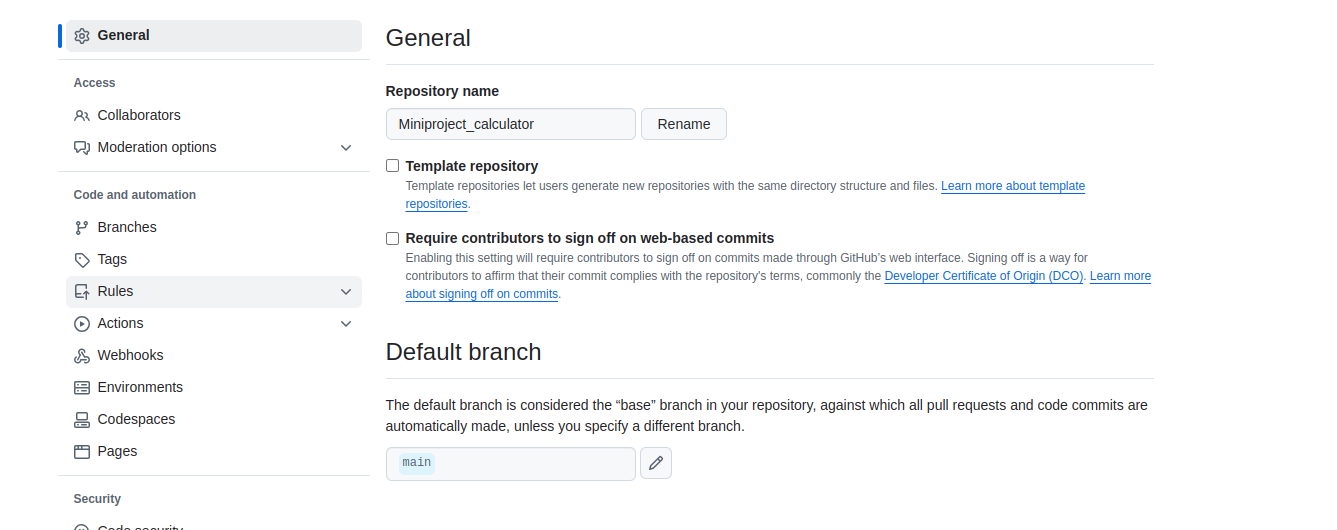 General
Access
Collaborators
Moderation options
Code and automation
Branches
Tags
Rules
Actions
Webhooks
Environments
Codespaces
Pages
Security
Code security
General
Repository name
Miniproject_calculator Rename
Template repository
Template repositories let users generate new repositories with the same directory structure and files. Learn more about template
repositories.
Require contributors to sign off on web-based commits
Enabling this setting will require contributors to sign off on commits made through GitHub’s web interface. Signing off is a way for
contributors to affirm that their commit complies with the repository's terms, commonly the Developer Certificate of Origin (DCO). Learn more
about signing off on commits.
Default branch
The default branch is considered the “base” branch in your repository, against which all pull requests and code commits are
automatically made, unless you specify a different branch.
main